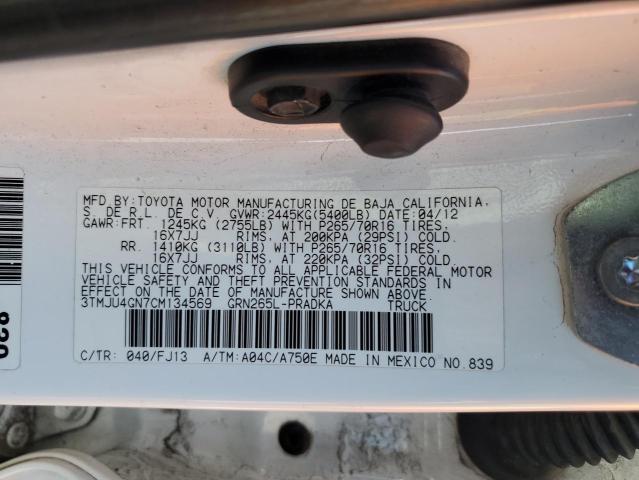 MFD.BY:TOYOTA MOTOR MANUFACTURING DE BAJA CALIFORNIA,
S. DE R.L. DE C.V. GVWR:2445KG(5400LB) DATE:04/12
GAWR:FRT. 1245KG (2755LB) WITH P265/70R16 TIRES,
16X7JJ RIMS, AT 200KPA (29PSI) COLD.
RR. 1410KG (3110LB) WITH P265/70R16 TIRES,
16X7JJ RIMS, AT 220KPA (32PSI) COLD.
THIS VEHICLE CONFORMS TO ALL APPLICABLE FEDERAL MOTOR
VEHICLE SAFETY AND THEFT PREVENTION STANDARDS IN
EFFECT ON THE DATE OF MANUFACTURE SHOWN ABOVE.
3TMJU4GN7CM134569 GRN265L-PRADKA TRUCK
C/TR: 040/FJ13 A/TM:A04C/A750E MADE IN MEXICO NO.839
839